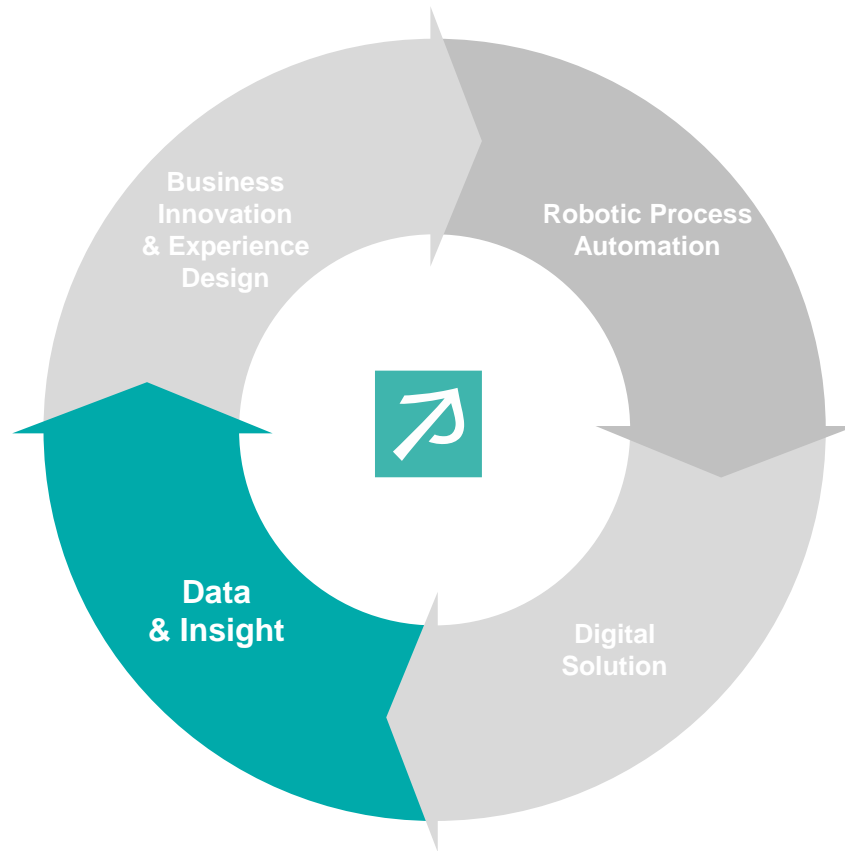 Business
Innovation
& Experience
Design
Robotic Process
Automation
Digital
Solution
Data
& Insight